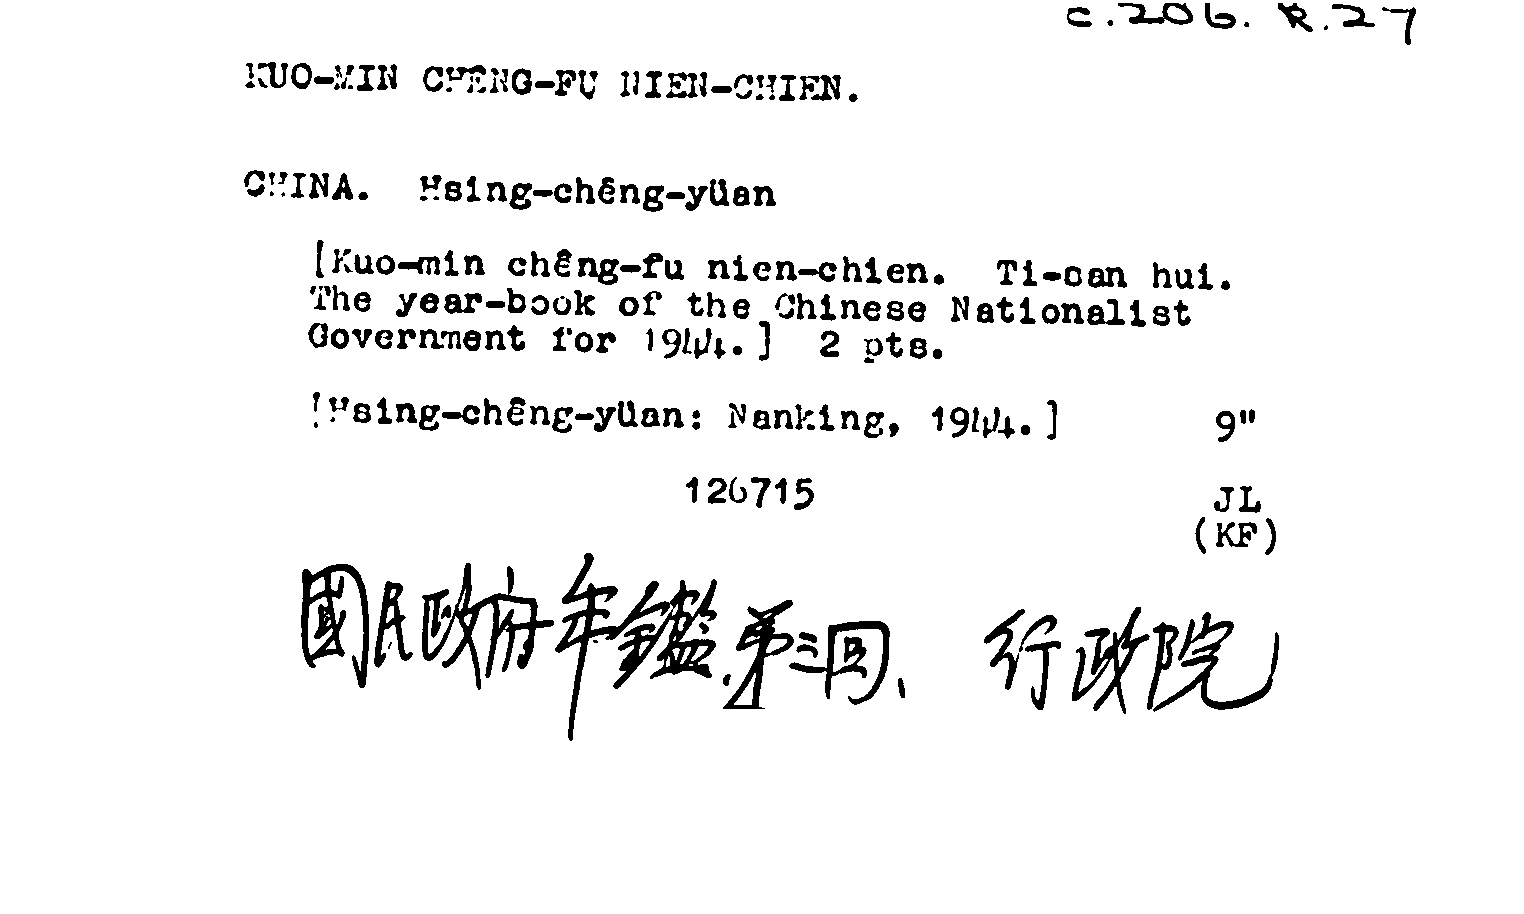 c.206. R.27
KUO-MIN CHÊNG-FU NIEN-CHIEN.
CHINA. Hsing-chêng-yüan
[Kuo-min chêng-fu nien-chien. Ti-san hui.
The year-book of the Chinese Nationalist
Government for 1944.] 2 pts.
[Hsing-chêng-yüan: Nanking, 1944.] 9"
126715 JL
(KF)
國民政府年鑑.第三回、 行政院